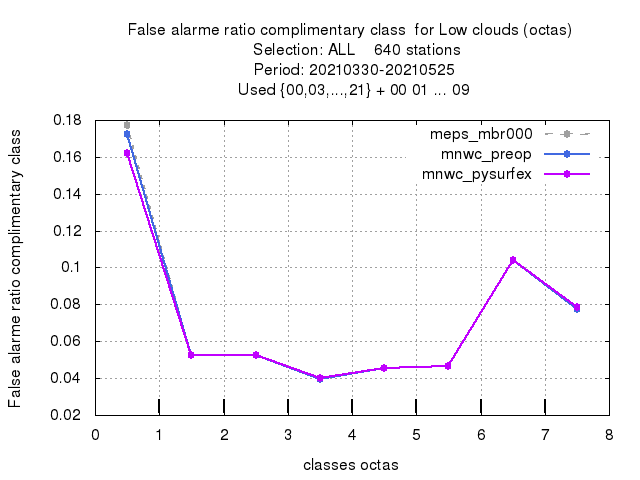 False alarme ratio complimentary class  for Low clouds (octas)
Selection: ALL    640 stations
Period: 20210330-20210525
Used {00,03,...,21} + 00 01 ... 09
meps_mbr000
mnwc_preop
mnwc_pysurfex
False alarme ratio complimentary class
0.18
0.16
0.14
0.12
0.1
0.08
0.06
0.04
0.02
0 1 2 3 4 5 6 7 8
classes octas